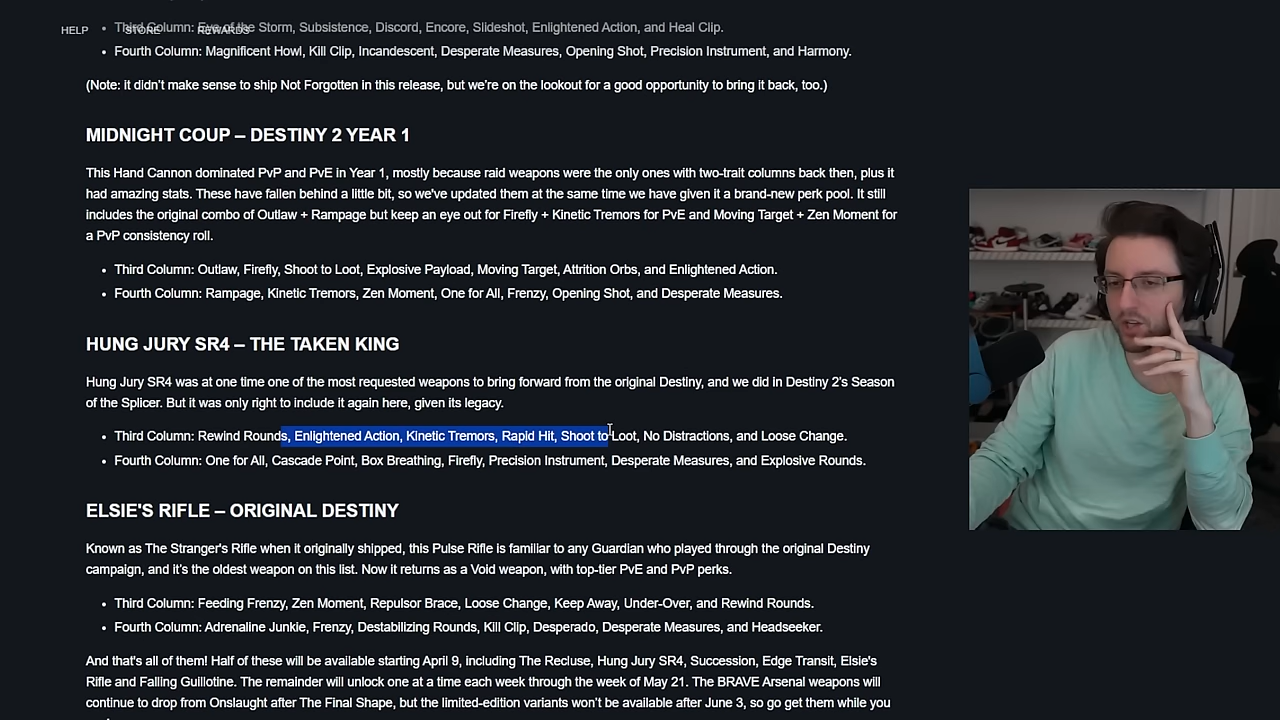 HELP STORE REWARDS
• Third Column: Eye of the Storm, Subsistence, Discord, Encore, Slideshot, Enlightened Action, and Heal Clip.
• Fourth Column: Magnificent Howl, Kill Clip, Incandescent, Desperate Measures, Opening Shot, Precision Instrument, and Harmony.
(Note: it didn't make sense to ship Not Forgotten in this release, but we're on the lookout for a good opportunity to bring it back, too.)
MIDNIGHT COUP – DESTINY 2 YEAR 1
This Hand Cannon dominated PvP and PvE in Year 1, mostly because raid weapons were the only ones with two-trait columns back then, plus it
had amazing stats. These have fallen behind a little bit, so we've updated them at the same time we have given it a brand-new perk pool. It still
includes the original combo of Outlaw + Rampage but keep an eye out for Firefly + Kinetic Tremors for PvE and Moving Target + Zen Moment for
a PvP consistency roll.
• Third Column: Outlaw, Firefly, Shoot to Loot, Explosive Payload, Moving Target, Attrition Orbs, and Enlightened Action.
• Fourth Column: Rampage, Kinetic Tremors, Zen Moment, One for All, Frenzy, Opening Shot, and Desperate Measures.
HUNG JURY SR4 – THE TAKEN KING
Hung Jury SR4 was at one time one of the most requested weapons to bring forward from the original Destiny, and we did in Destiny 2's Season
of the Splicer. But it was only right to include it again here, given its legacy.
• Third Column: Rewind Rounds, Enlightened Action, Kinetic Tremors, Rapid Hit, Shoot to Loot, No Distractions, and Loose Change.
• Fourth Column: One for All, Cascade Point, Box Breathing, Firefly, Precision Instrument, Desperate Measures, and Explosive Rounds.
ELSIE'S RIFLE – ORIGINAL DESTINY
Known as The Stranger's Rifle when it originally shipped, this Pulse Rifle is familiar to any Guardian who played through the original Destiny
campaign, and it's the oldest weapon on this list. Now it returns as a Void weapon, with top-tier PvE and PvP perks.
• Third Column: Feeding Frenzy, Zen Moment, Repulsor Brace, Loose Change, Keep Away, Under-Over, and Rewind Rounds.
• Fourth Column: Adrenaline Junkie, Frenzy, Destabilizing Rounds, Kill Clip, Desperado, Desperate Measures, and Headseeker.
And that's all of them! Half of these will be available starting April 9, including The Recluse, Hung Jury SR4, Succession, Edge Transit, Elsie's
Rifle and Falling Guillotine. The remainder will unlock one at a time each week through the week of May 21. The BRAVE Arsenal weapons will
continue to drop from Onslaught after The Final Shape, but the limited-edition variants won't be available after June 3, so go get them while you